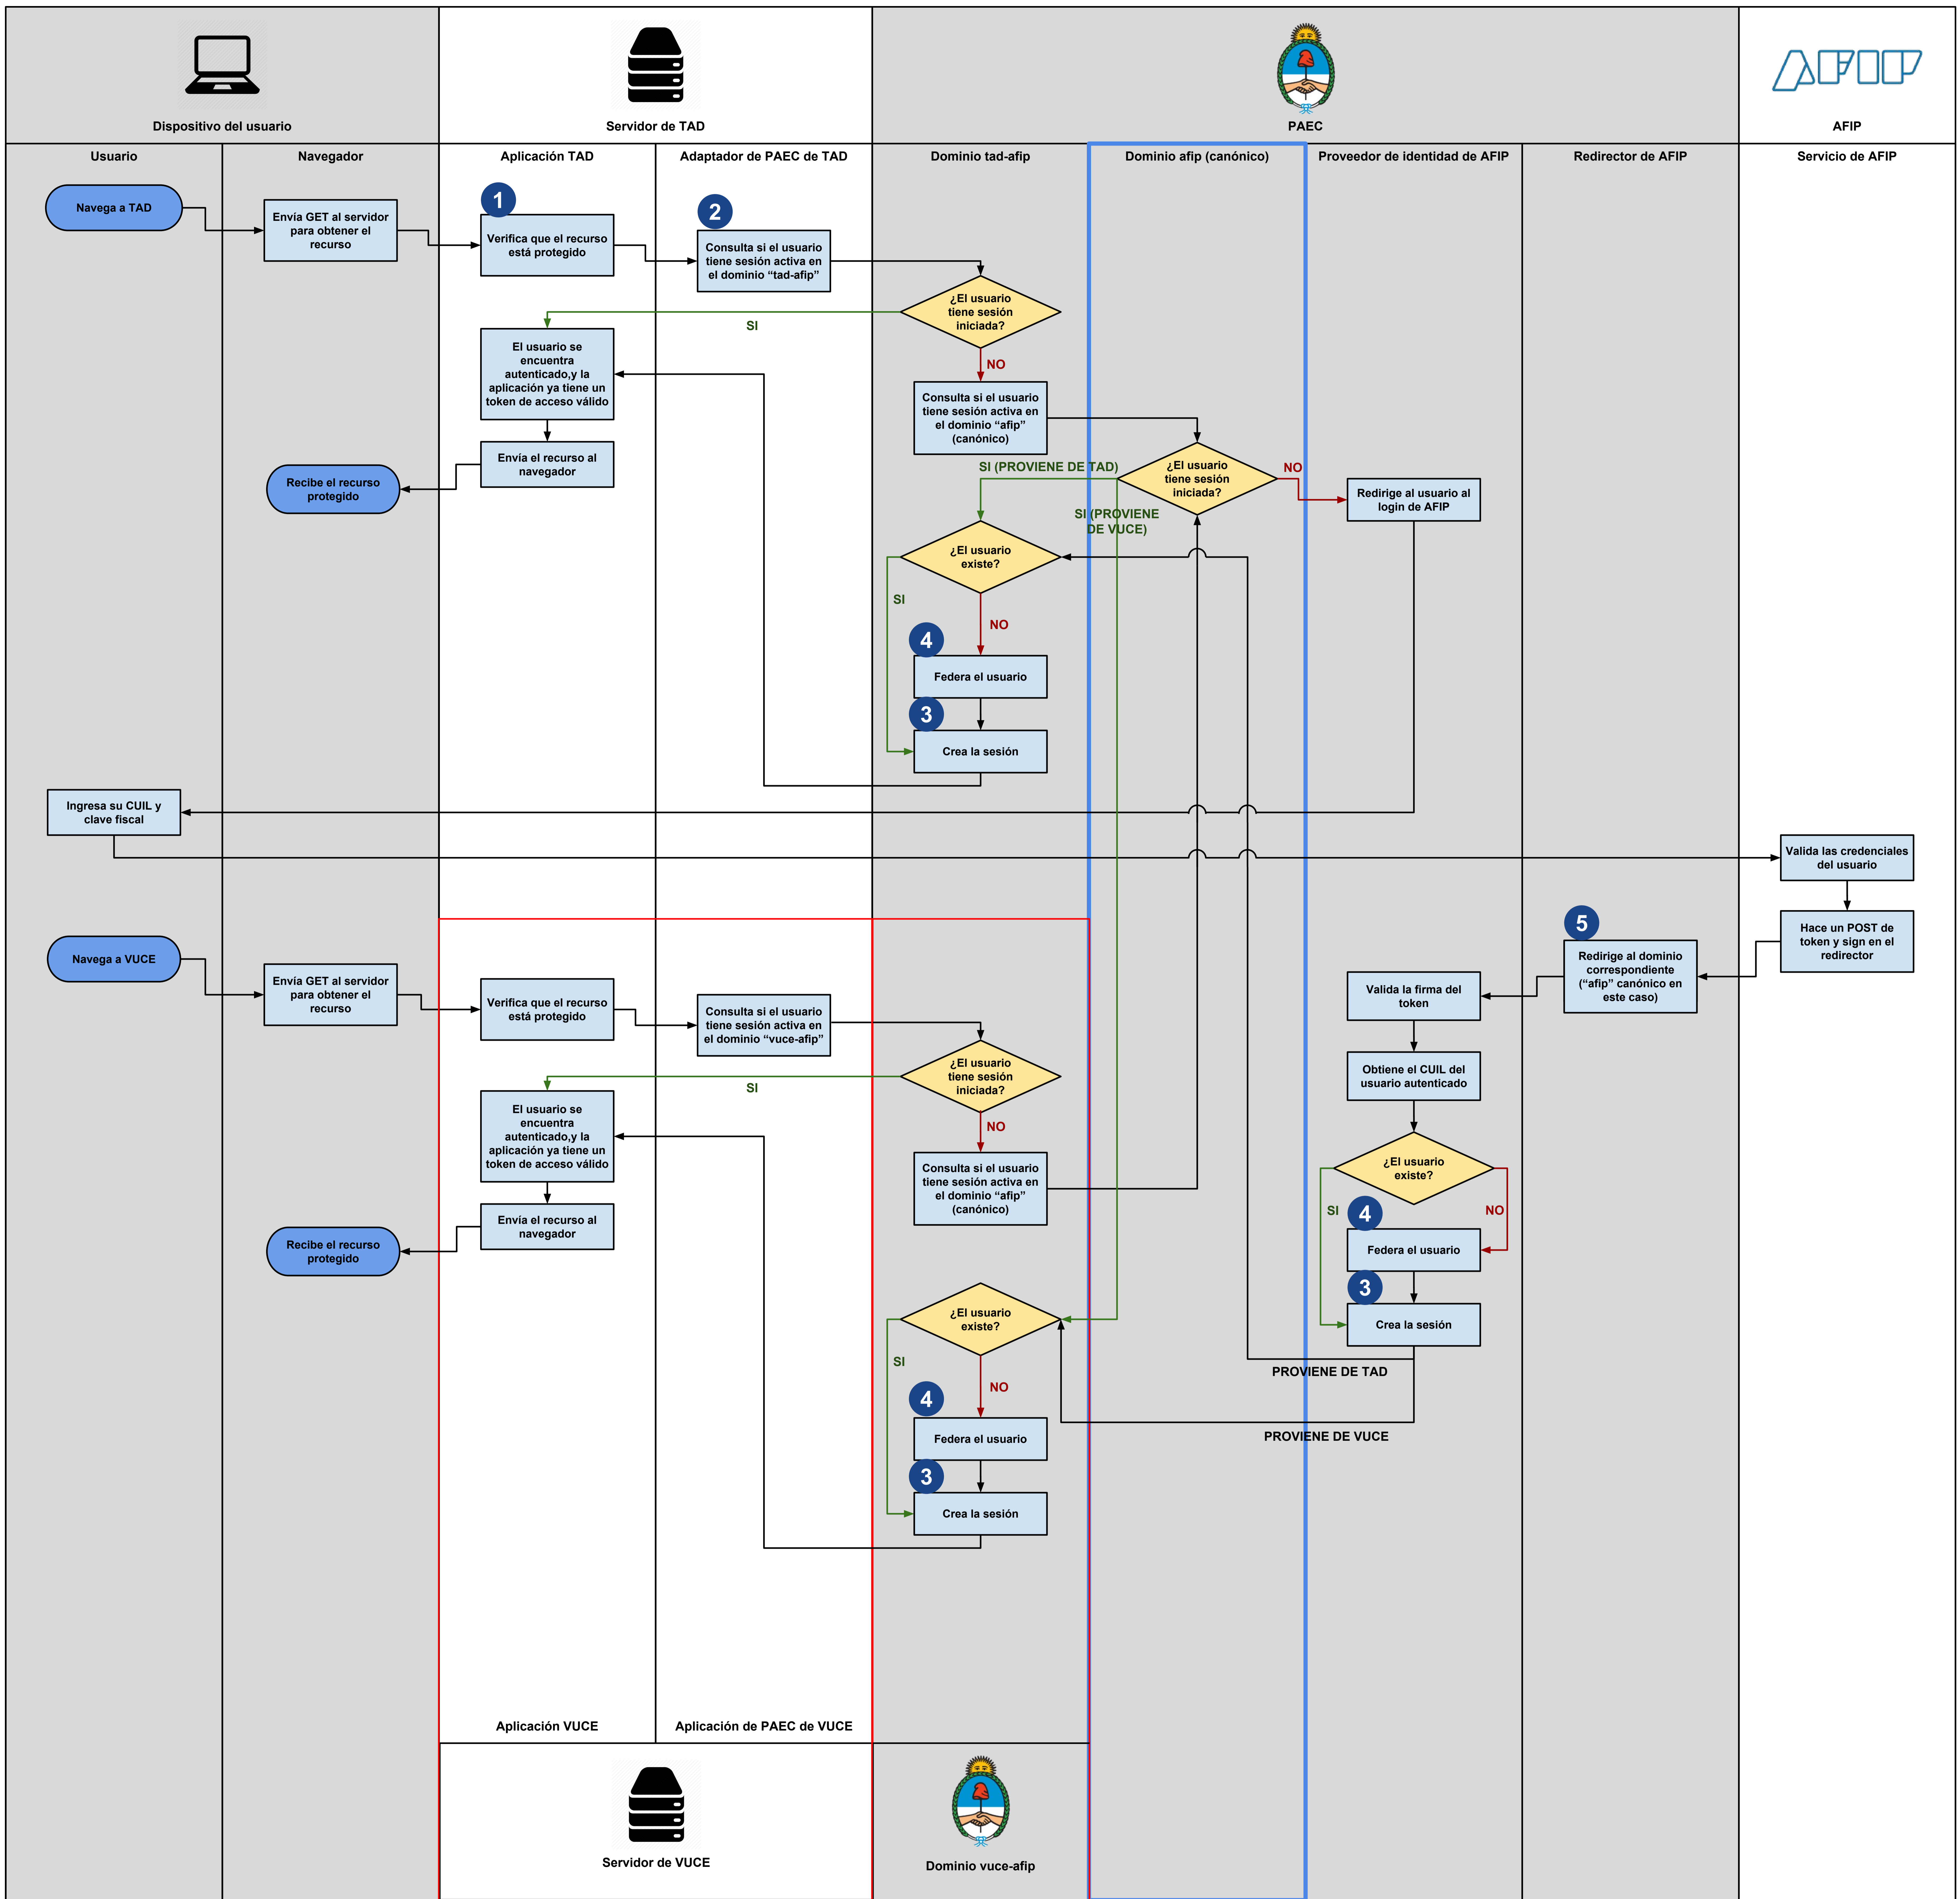 AFIP
Dispositivo del usuario
Servidor de TAD
PAEC
AFIP
Usuario
Navegador
Aplicación TAD
Adaptador de PAEC de TAD
Dominio tad-afip
Dominio afip (canónico)
Proveedor de identidad de AFIP
Redirector de AFIP
Servicio de AFIP
Navega a TAD
Envía GET al servidor
para obtener el
recurso
1
Verifica que el recurso
está protegido
2
Consulta si el usuario
tiene sesión activa en
el dominio “tad-afip”
¿El usuario
tiene sesión
iniciada?
SI
NO
El usuario se
encuentra
autenticado,y la
aplicación ya tiene un
token de acceso válido
Consulta si el usuario
tiene sesión activa en
el dominio “afip”
(canónico)
Envía el recurso al
navegador
Recibe el recurso
protegido
SI (PROVIENE DE TAD)
¿El usuario
tiene sesión
iniciada?
NO
Redirige al usuario al
login de AFIP
SI (PROVIENE
DE VUCE)
¿El usuario
existe?
SI
NO
4
Federa el usuario
3
Crea la sesión
Ingresa su CUIL y
clave fiscal
Valida las credenciales
del usuario
Hace un POST de
token y sign en el
redirector
5
Redirige al dominio
correspondiente
(“afip” canónico en
este caso)
Navega a VUCE
Envía GET al servidor
para obtener el
recurso
Verifica que el recurso
está protegido
Consulta si el usuario
tiene sesión activa en
el dominio “vuce-afip”
Valida la firma del
token
¿El usuario
tiene sesión
iniciada?
SI
NO
Obtiene el CUIL del
usuario autenticado
El usuario se
encuentra
autenticado,y la
aplicación ya tiene un
token de acceso válido
Consulta si el usuario
tiene sesión activa en
el dominio “afip”
(canónico)
¿El usuario
existe?
SI
NO
4
Federa el usuario
3
Crea la sesión
Envía el recurso al
navegador
Recibe el recurso
protegido
¿El usuario
existe?
SI
NO
PROVIENE DE TAD
4
Federa el usuario
PROVIENE DE VUCE
3
Crea la sesión
Aplicación VUCE
Aplicación de PAEC de VUCE
Servidor de VUCE
Dominio vuce-afip